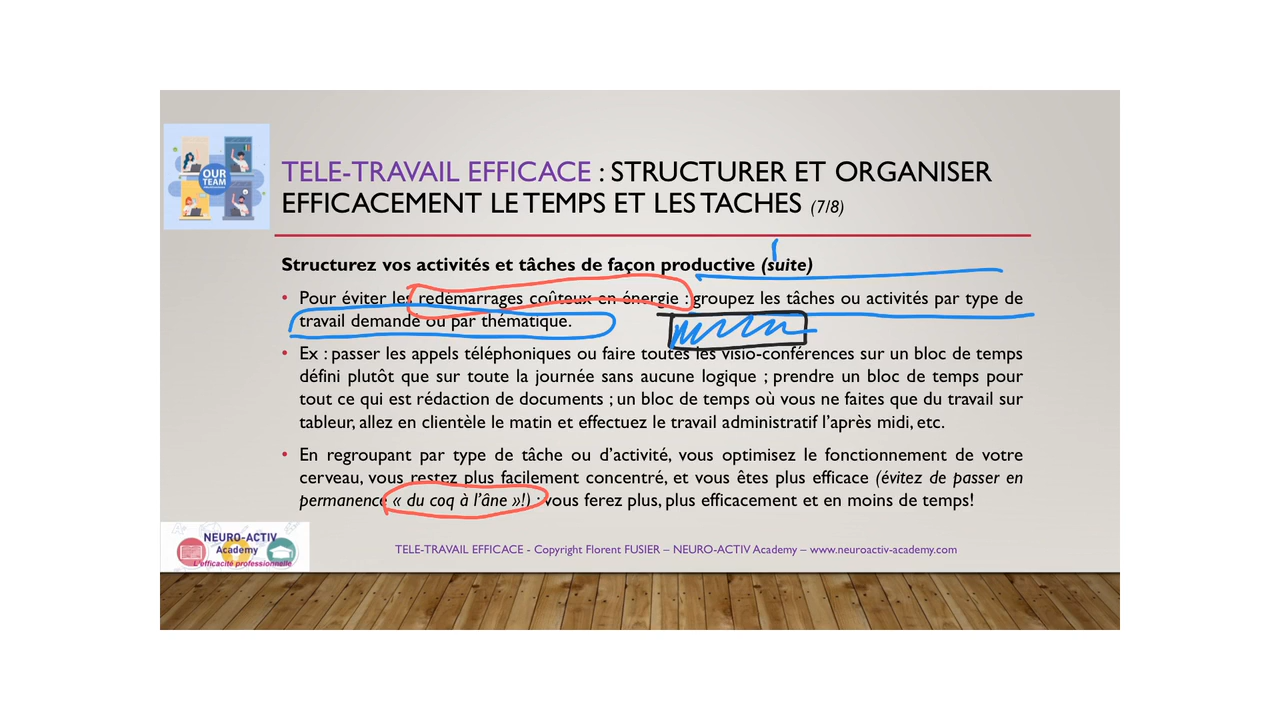 OUR
TEAM
TELE-TRAVAIL EFFICACE : STRUCTURER ET ORGANISER
EFFICACEMENT LE TEMPS ET LES TACHES (7/8)
Structurez vos activités et tâches de façon productive (suite)
• Pour éviter les redémarrages coûteux en énergie : groupez les tâches ou activités par type de
travail demandé ou par thématique.
• Ex : passer les appels téléphoniques ou faire toutes les visio-conférences sur un bloc de temps
défini plutôt que sur toute la journée sans aucune logique ; prendre un bloc de temps pour
tout ce qui est rédaction de documents ; un bloc de temps où vous ne faites que du travail sur
tableur, allez en clientèle le matin et effectuez le travail administratif l'après midi, etc.
• En regroupant par type de tâche ou d'activité, vous optimisez le fonctionnement de votre
cerveau, vous restez plus facilement concentré, et vous êtes plus efficace (évitez de passer en
permanence « du coq à l'âne »!) : vous ferez plus, plus efficacement et en moins de temps!
NEURO-ACTIV
Academy
L'efficacité professionnelle
TELE-TRAVAIL EFFICACE - Copyright Florent FUSIER – NEURO-ACTIV Academy – www.neuroactiv-academy.com